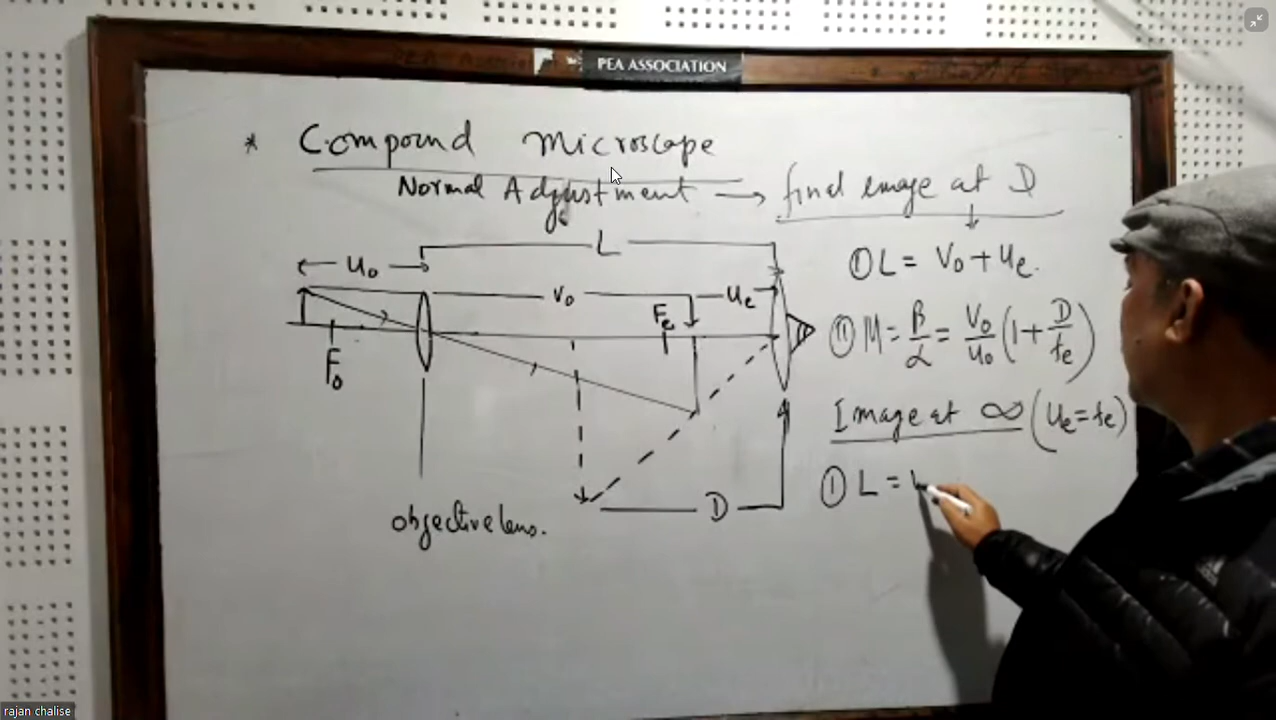 PEA ASSOCIATION
* Compound Microscope
Normal Adjustment → final image at D
L
u₀
v₀
uₑ
Fₑ
F₀
D
objective lens.
① L = V₀ + uₑ.
② M = β/α = V₀/u₀ (1 + D/fₑ)
Image at ∞ (uₑ = fₑ)
① L =
rajan chalise